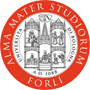 ALMA MATER STUDIORUM
A.D. 1088
FORLÌ